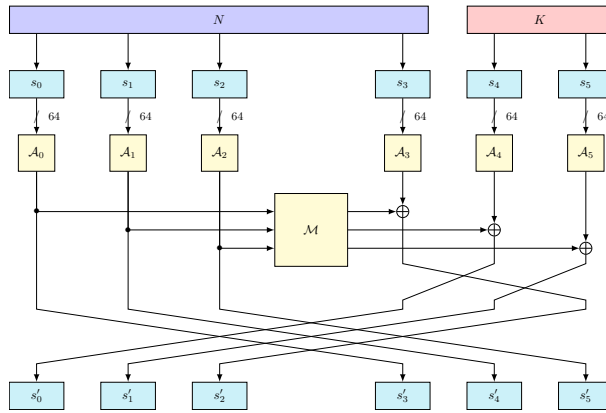 N K
s₀ s₁ s₂ s₃ s₄ s₅
64 64 64 64 64 64
𝒜₀ 𝒜₁ 𝒜₂ 𝒜₃ 𝒜₄ 𝒜₅
ℳ
s′₀ s′₁ s′₂ s′₃ s′₄ s′₅